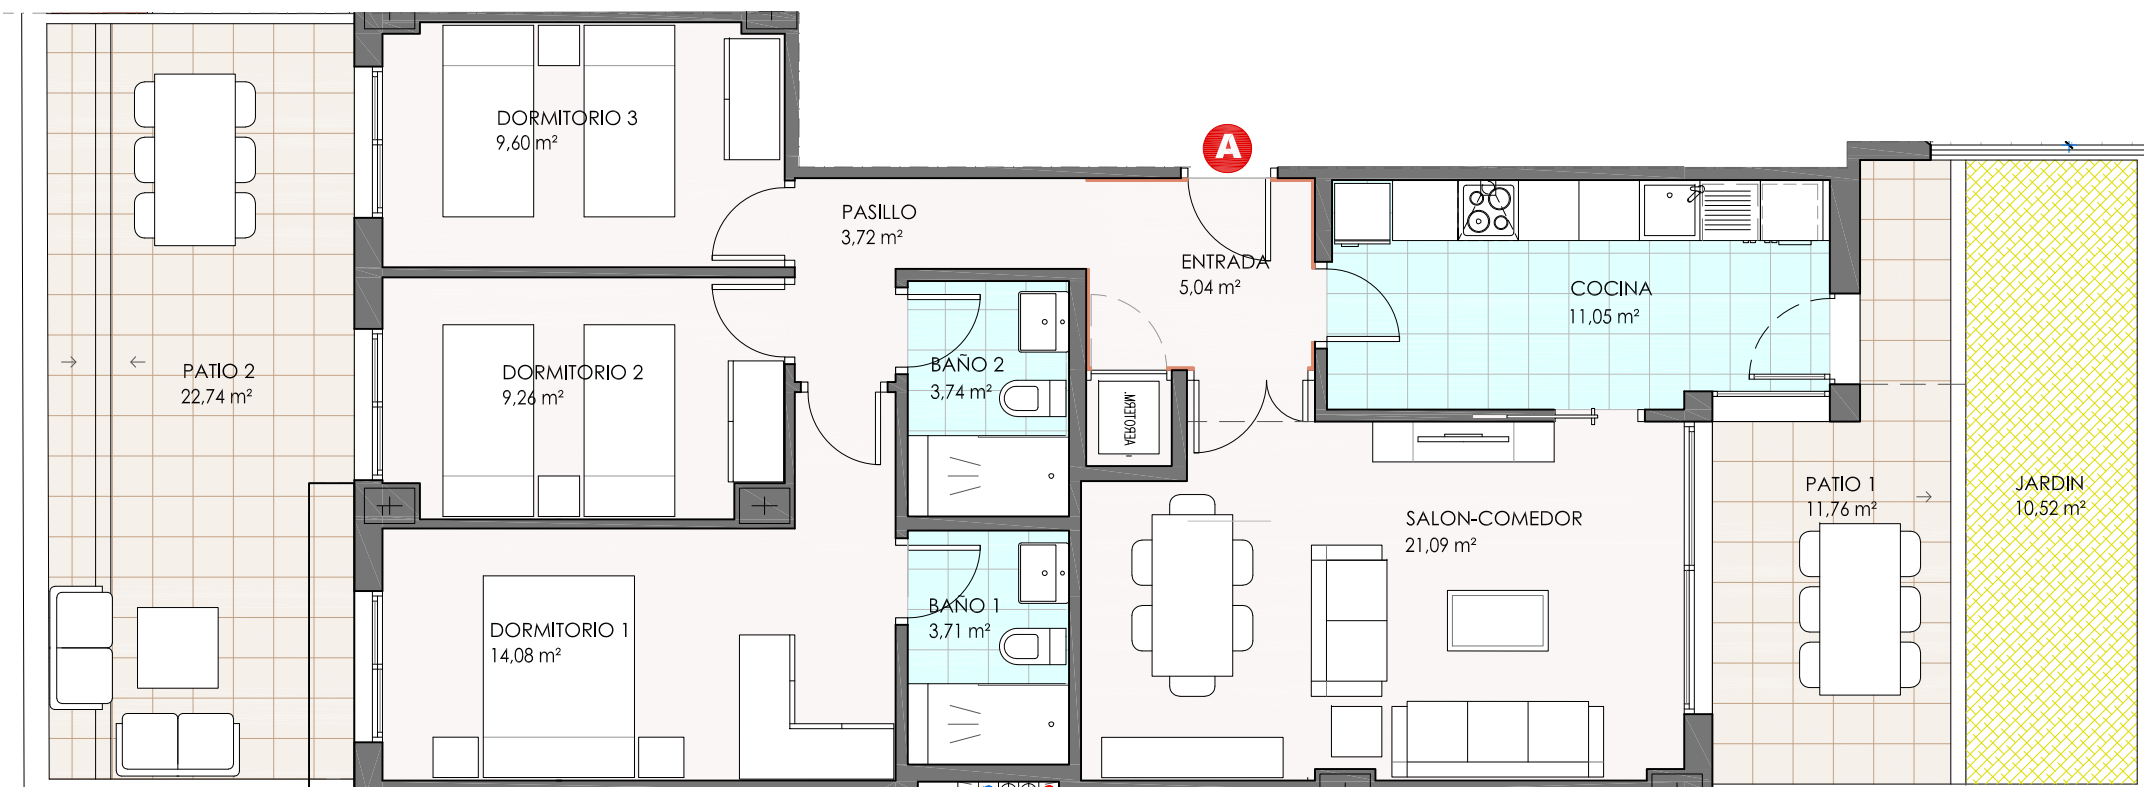 DORMITORIO 3
9,60 m²
A
PASILLO
3,72 m²
ENTRADA
5,04 m²
COCINA
11,05 m²
PATIO 2
22,74 m²
DORMITORIO 2
9,26 m²
BAÑO 2
3,74 m²
AEROTERM.
SALON-COMEDOR
21,09 m²
PATIO 1
11,76 m²
JARDIN
10,52 m²
DORMITORIO 1
14,08 m²
BAÑO 1
3,71 m²